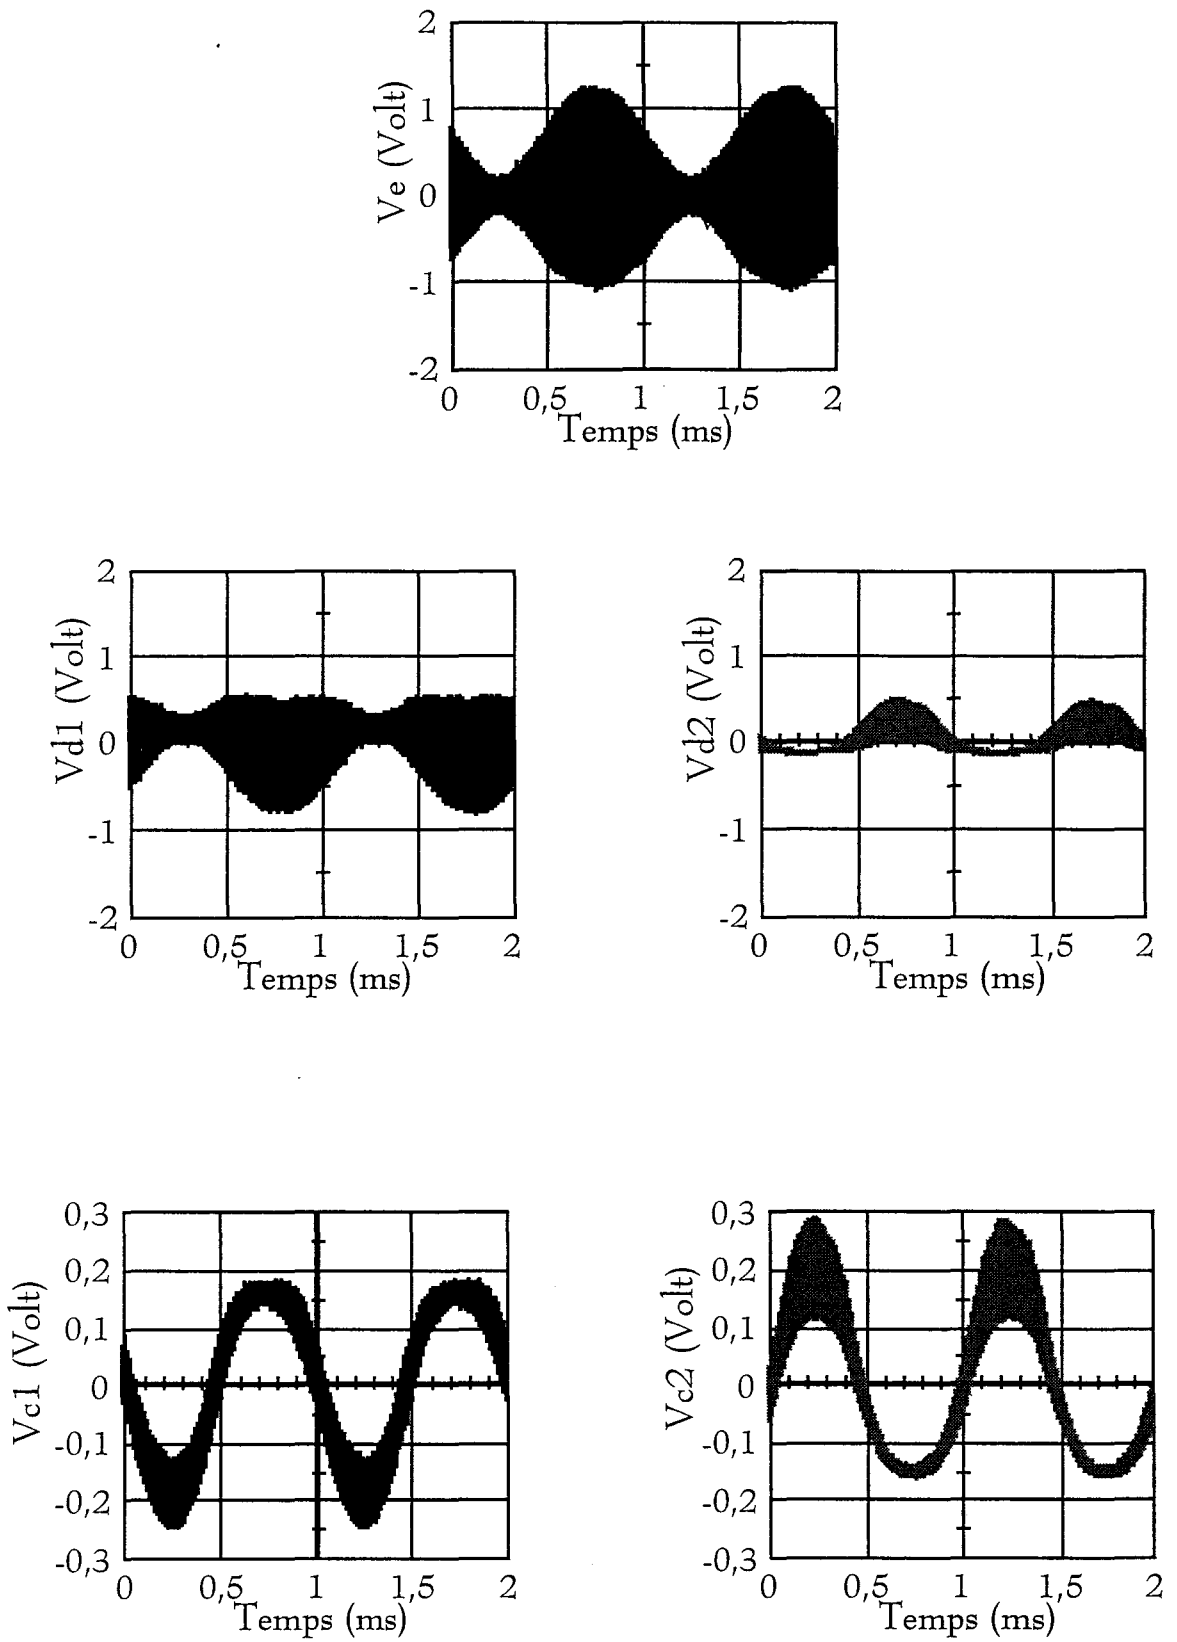 2
1
0
-1
-2
Ve (Volt)
0 0,5 1 1,5 2
Temps (ms)
2
1
0
-1
-2
Vd1 (Volt)
0 0,5 1 1,5 2
Temps (ms)
2
1
0
-1
-2
Vd2 (Volt)
0 0,5 1 1,5 2
Temps (ms)
0,3
0,2
0,1
0
-0,1
-0,2
-0,3
Vc1 (Volt)
0 0,5 1 1,5 2
Temps (ms)
0,3
0,2
0,1
0
-0,1
-0,2
-0,3
Vc2 (Volt)
0 0,5 1 1,5 2
Temps (ms)